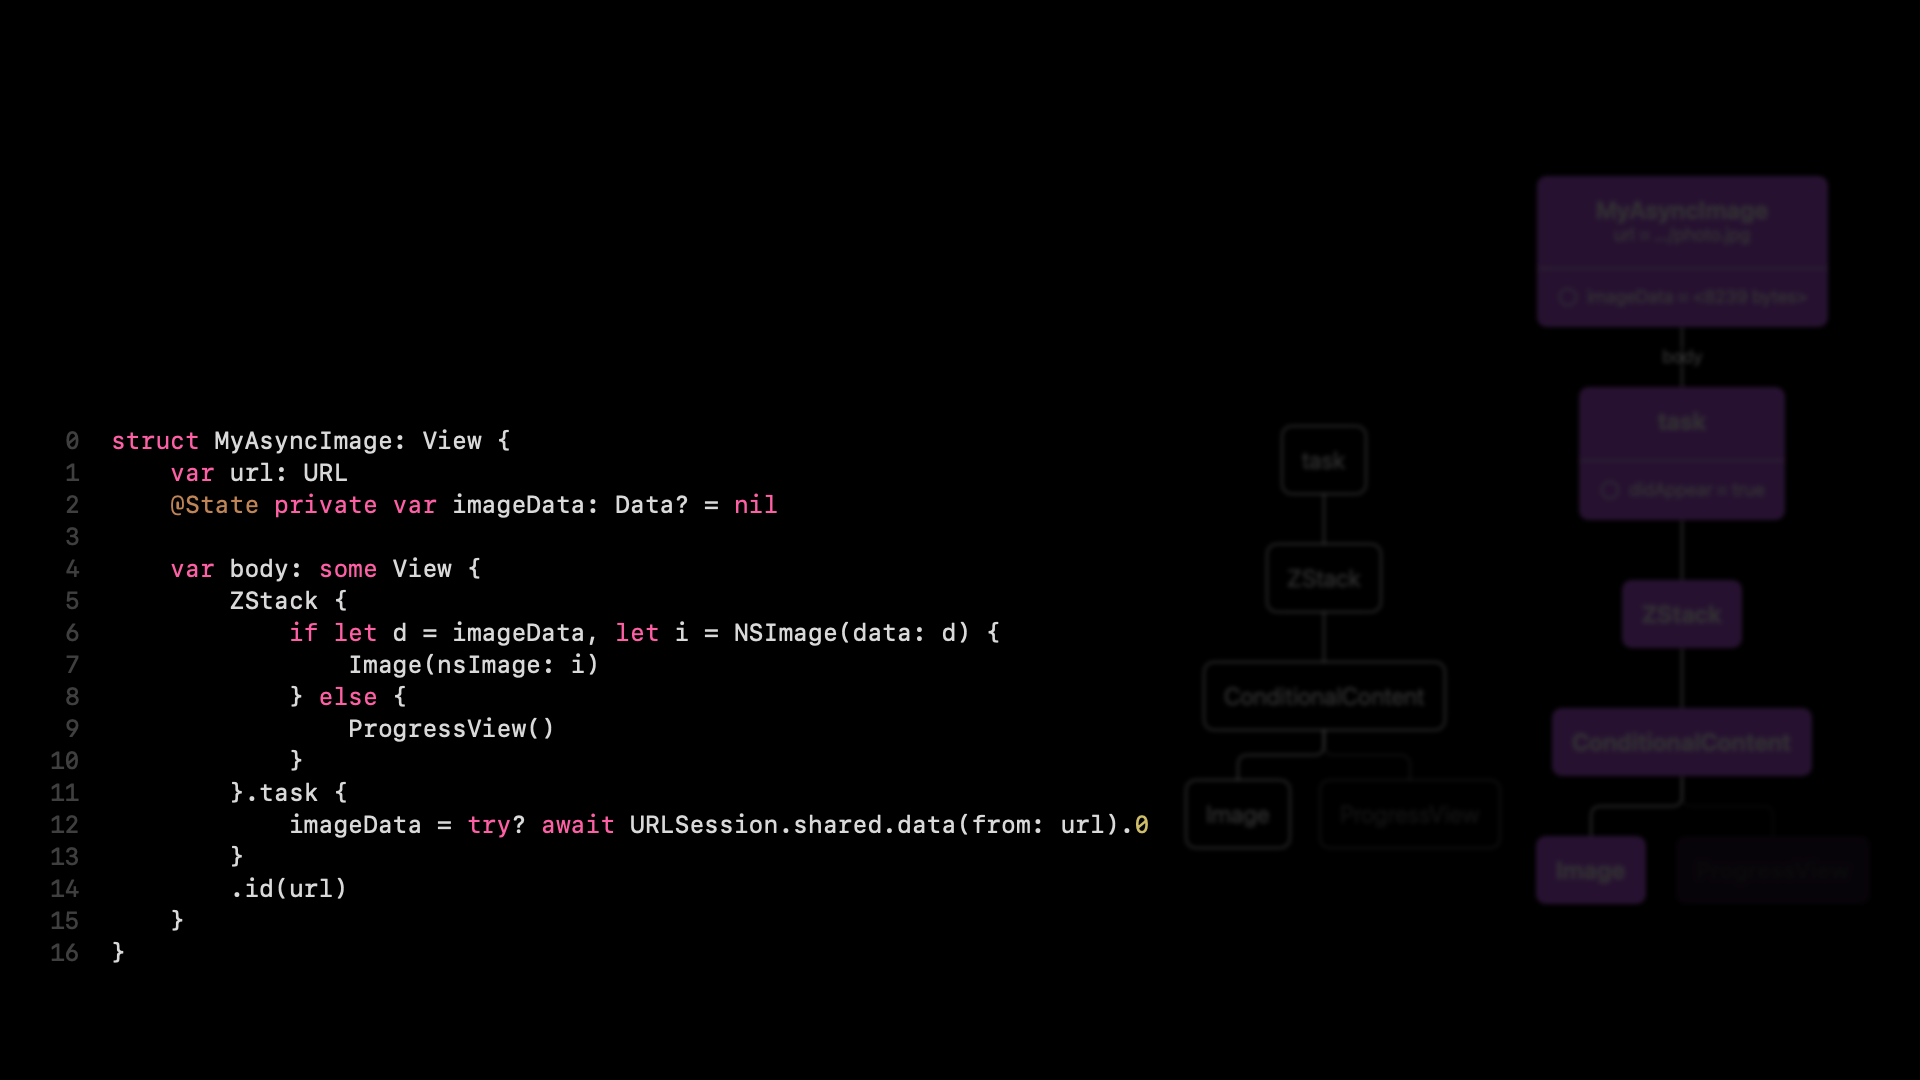 0 struct MyAsyncImage: View {
1     var url: URL
2     @State private var imageData: Data? = nil
3
4     var body: some View {
5         ZStack {
6             if let d = imageData, let i = NSImage(data: d) {
7                 Image(nsImage: i)
8             } else {
9                 ProgressView()
10             }
11         }.task {
12             imageData = try? await URLSession.shared.data(from: url).0
13         }
14         .id(url)
15     }
16 }
task
ZStack
ConditionalContent
Image ProgressView
MyAsyncImage
url = .../photo.jpg
imageData = <8239 bytes>
body
task
didAppear = true
ZStack
ConditionalContent
Image ProgressView